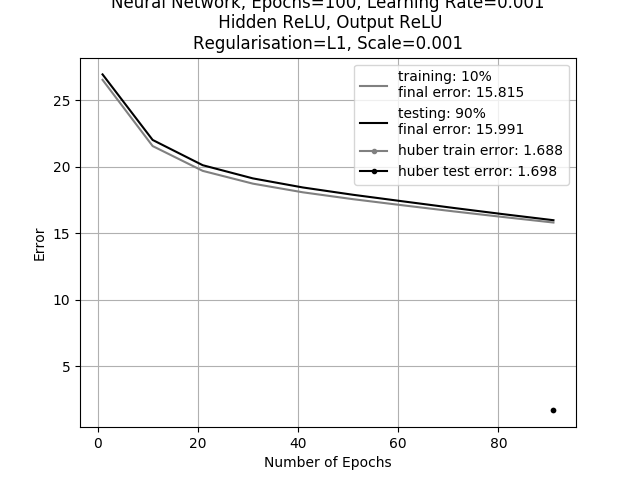 Neural Network, Epochs=100, Learning Rate=0.001
Hidden ReLU, Output ReLU
Regularisation=L1, Scale=0.001
training: 10%
final error: 15.815
testing: 90%
final error: 15.991
huber train error: 1.688
huber test error: 1.698
25
20
15
10
5
Error
0
20
40
60
80
Number of Epochs